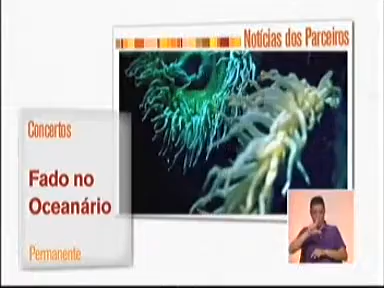 Notícias dos Parceiros
Concertos
Fado no
Oceanário
Permanente